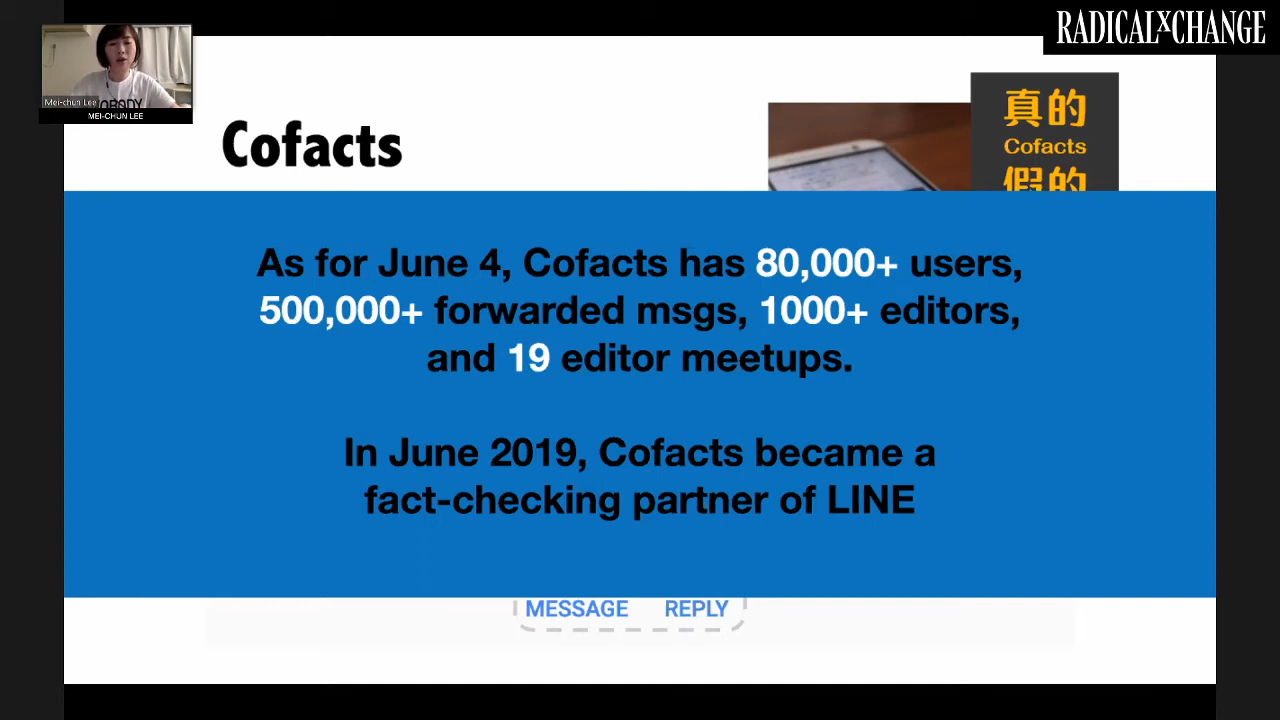 RADICALXCHANGE
Mei-chun Lee
NOBODY
MEI-CHUN LEE
Cofacts
真的
Cofacts
假的
As for June 4, Cofacts has 80,000+ users,
500,000+ forwarded msgs, 1000+ editors,
and 19 editor meetups.
In June 2019, Cofacts became a
fact-checking partner of LINE
MESSAGE REPLY